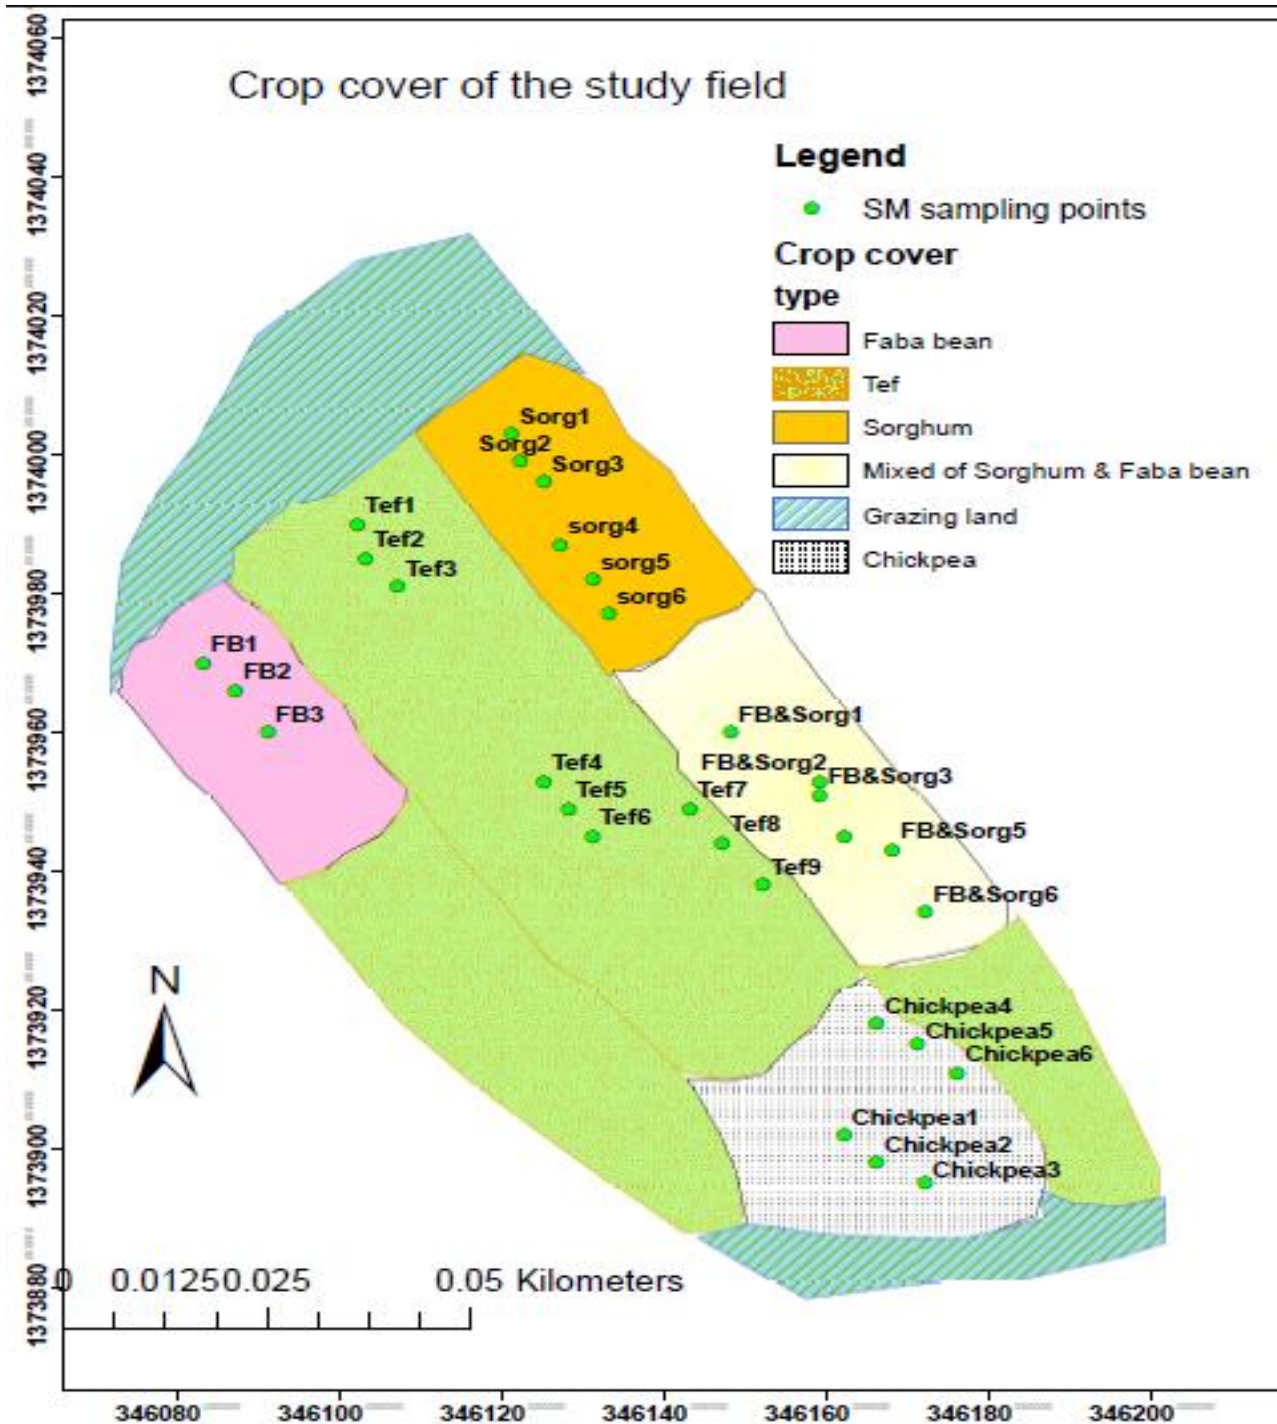 Crop cover of the study field
Legend
SM sampling points
Crop cover
type
Faba bean
Tef
Sorghum
Mixed of Sorghum & Faba bean
Grazing land
Chickpea
1374060
1374040
1374020
1374000
1373980
1373960
1373940
1373920
1373900
1373880
Sorg1
Sorg2
Sorg3
sorg4
sorg5
sorg6
Tef1
Tef2
Tef3
FB1
FB2
FB3
FB&Sorg1
FB&Sorg2
FB&Sorg3
FB&Sorg5
FB&Sorg6
Tef4
Tef5
Tef6
Tef7
Tef8
Tef9
N
Chickpea4
Chickpea5
Chickpea6
Chickpea1
Chickpea2
Chickpea3
0 0.01250.025 0.05 Kilometers
346080 346100 346120 346140 346160 346180 346200